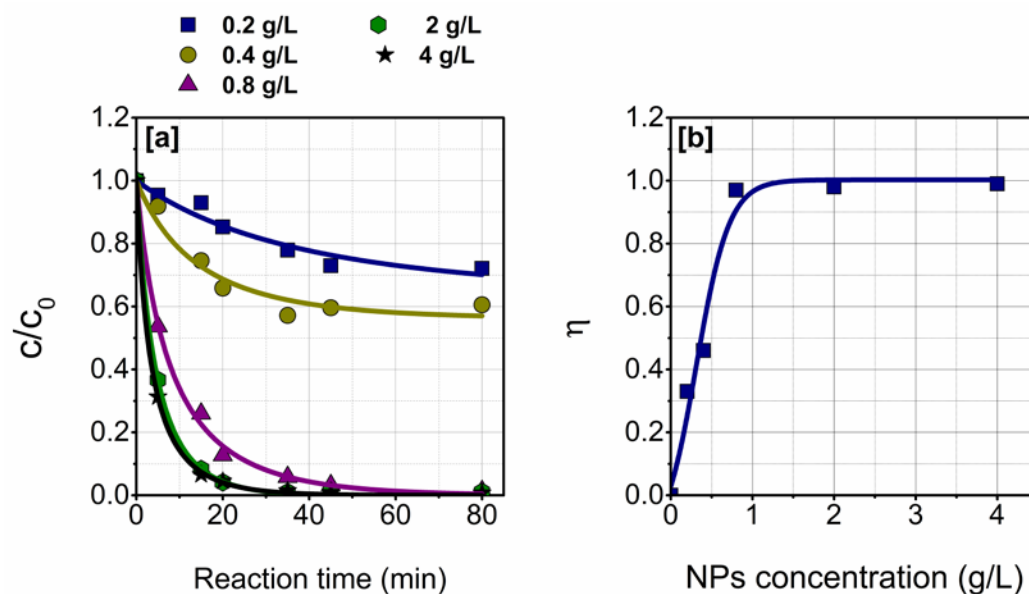 0.2 g/L
2 g/L
0.4 g/L
4 g/L
0.8 g/L
[a]
1.2
1.0
0.8
0.6
0.4
0.2
0.0
c/c0
0 20 40 60 80
Reaction time (min)
[b]
1.2
1.0
0.8
0.6
0.4
0.2
0.0
η
0 1 2 3 4
NPs concentration (g/L)